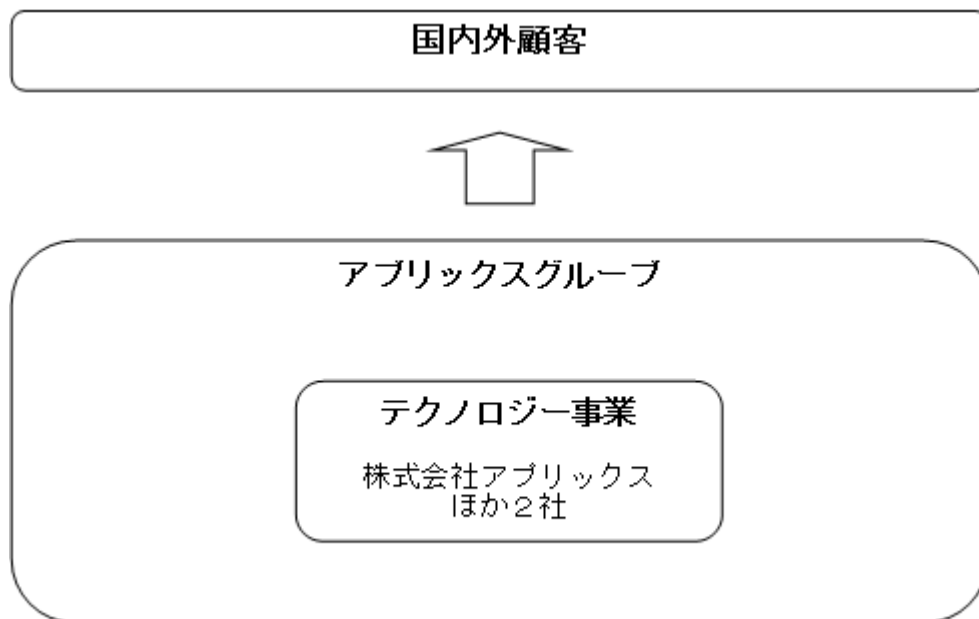 国内外顧客
アプリックスグループ
テクノロジー事業
株式会社アプリックス
ほか２社